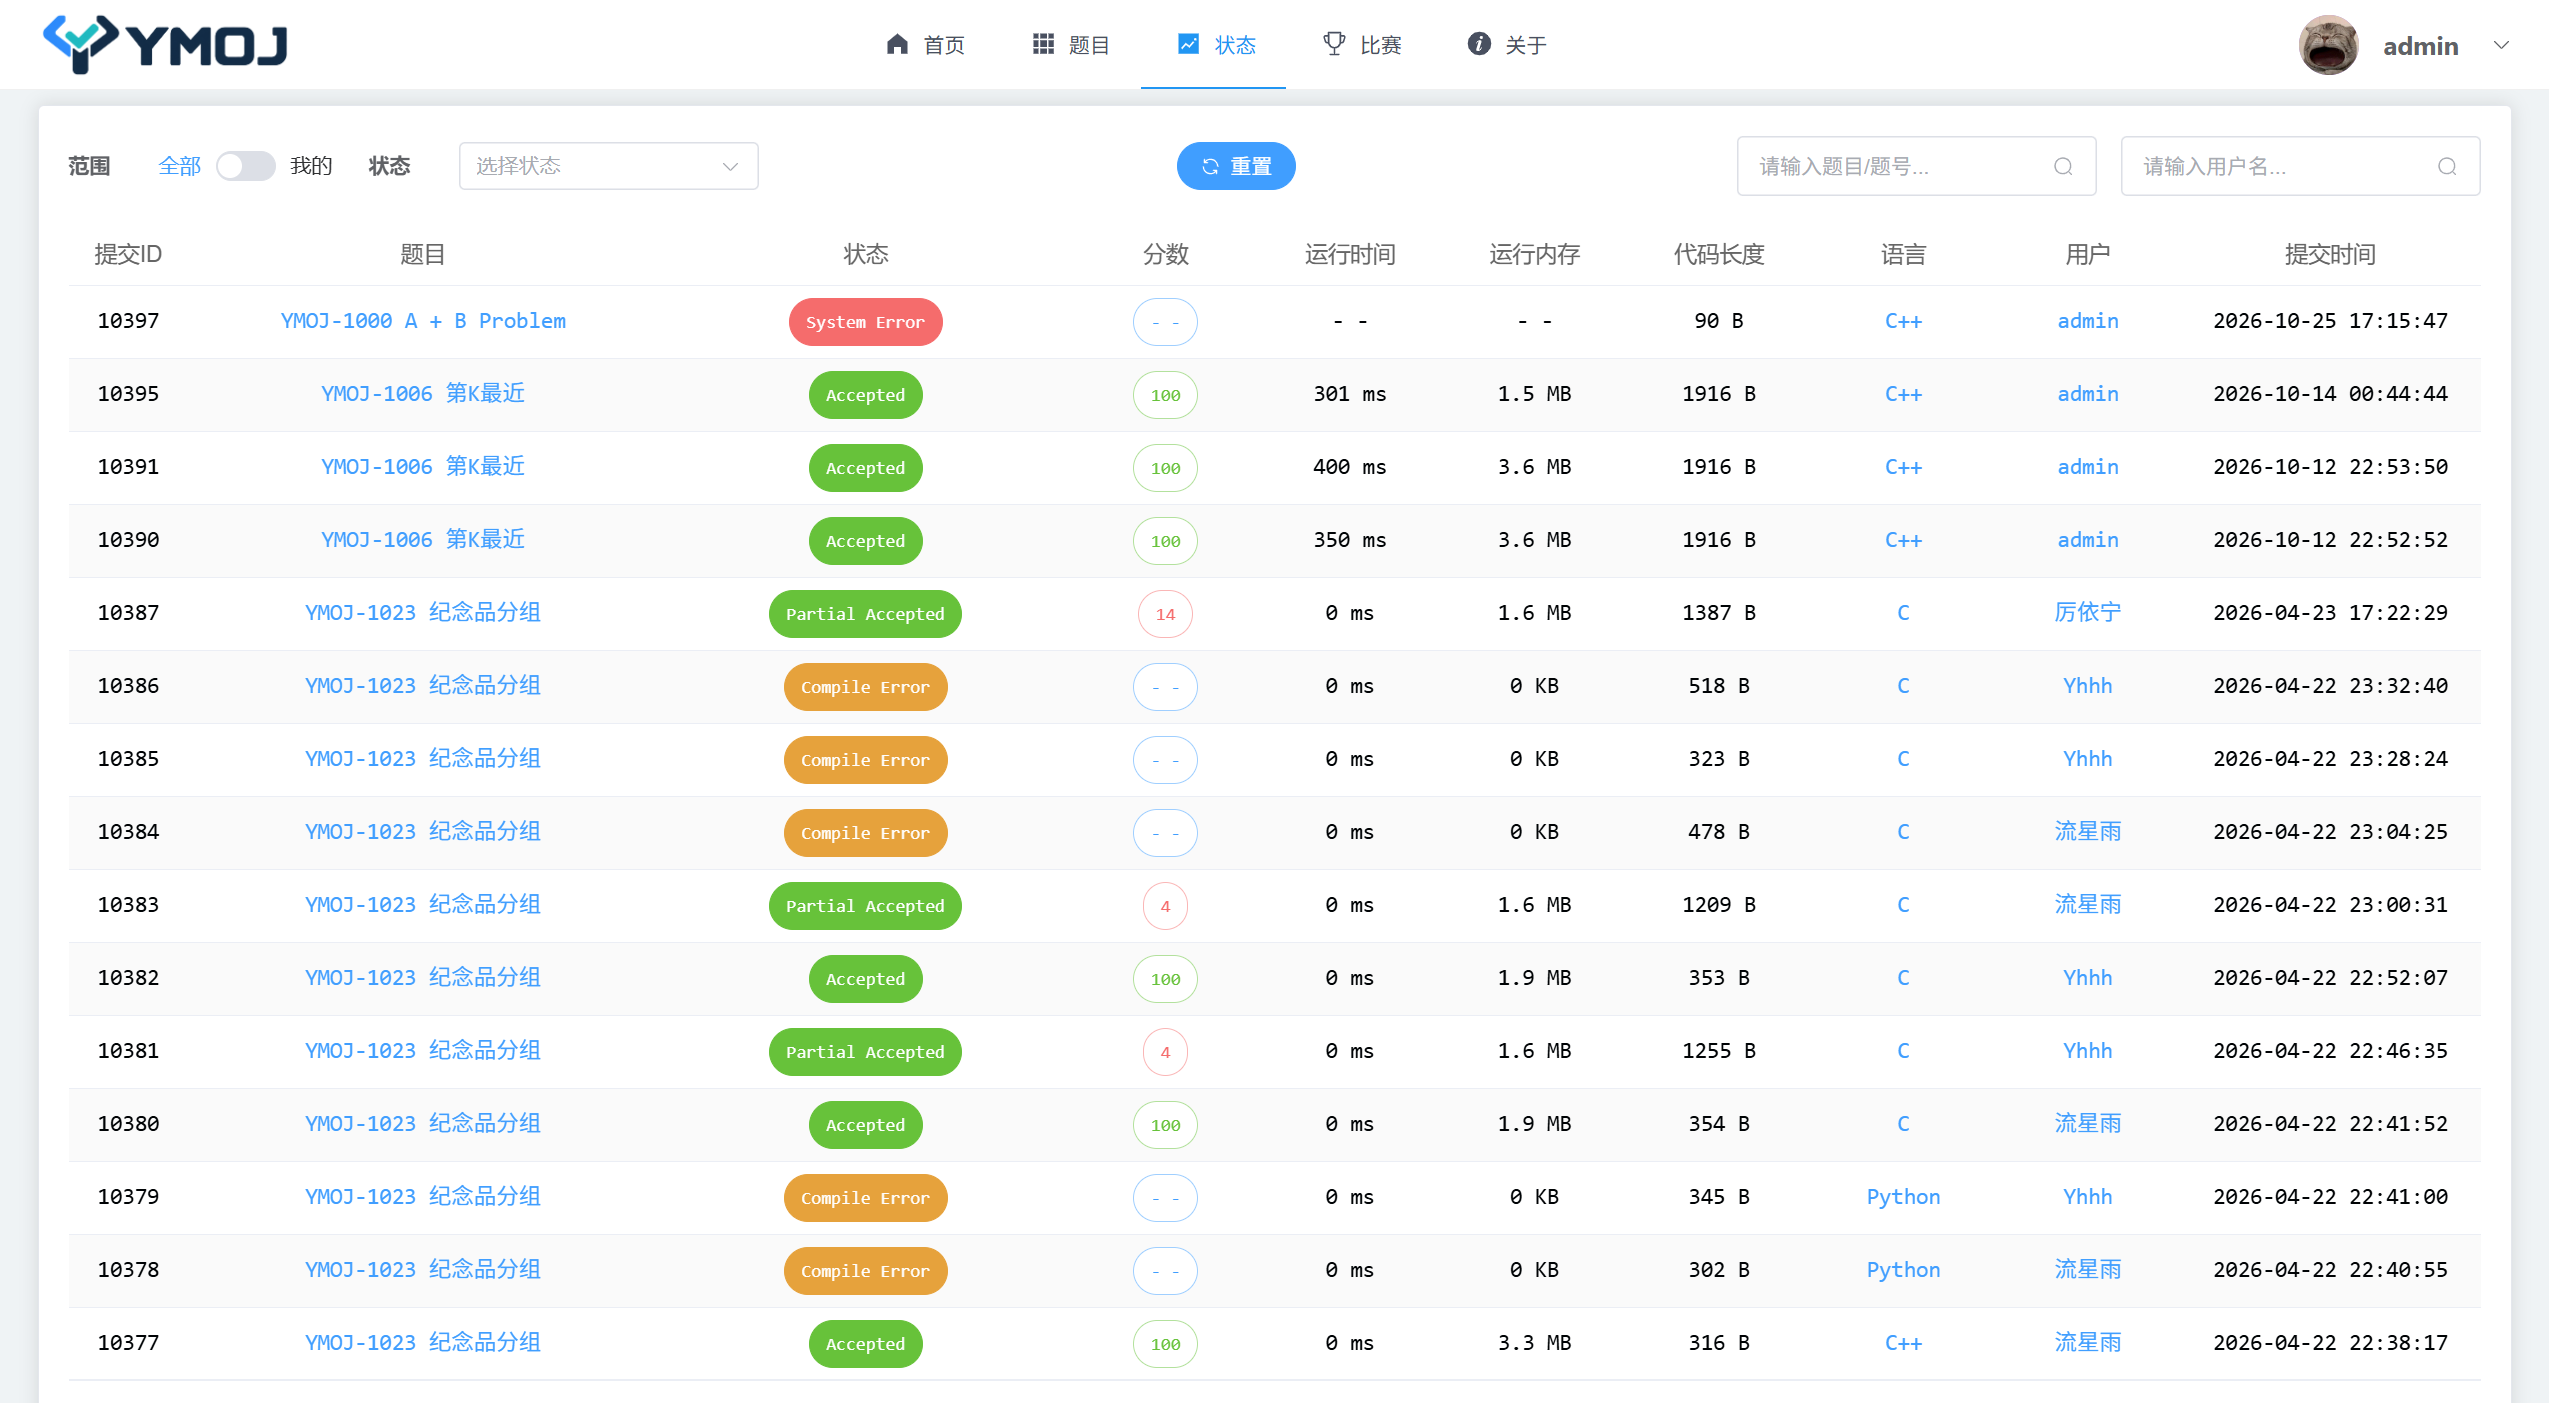 YMOJ 首页 题目 状态 比赛 关于 admin
范围 全部 我的 状态 选择状态 重置 请输入题目/题号... 请输入用户名...
提交ID 题目 状态 分数 运行时间 运行内存 代码长度 语言 用户 提交时间
10397 YMOJ-1000 A + B Problem System Error - - - - - - 90 B C++ admin 2026-10-25 17:15:47
10395 YMOJ-1006 第K最近 Accepted 100 301 ms 1.5 MB 1916 B C++ admin 2026-10-14 00:44:44
10391 YMOJ-1006 第K最近 Accepted 100 400 ms 3.6 MB 1916 B C++ admin 2026-10-12 22:53:50
10390 YMOJ-1006 第K最近 Accepted 100 350 ms 3.6 MB 1916 B C++ admin 2026-10-12 22:52:52
10387 YMOJ-1023 纪念品分组 Partial Accepted 14 0 ms 1.6 MB 1387 B C 厉依宁 2026-04-23 17:22:29
10386 YMOJ-1023 纪念品分组 Compile Error - - 0 ms 0 KB 518 B C Yhhh 2026-04-22 23:32:40
10385 YMOJ-1023 纪念品分组 Compile Error - - 0 ms 0 KB 323 B C Yhhh 2026-04-22 23:28:24
10384 YMOJ-1023 纪念品分组 Compile Error - - 0 ms 0 KB 478 B C 流星雨 2026-04-22 23:04:25
10383 YMOJ-1023 纪念品分组 Partial Accepted 4 0 ms 1.6 MB 1209 B C 流星雨 2026-04-22 23:00:31
10382 YMOJ-1023 纪念品分组 Accepted 100 0 ms 1.9 MB 353 B C Yhhh 2026-04-22 22:52:07
10381 YMOJ-1023 纪念品分组 Partial Accepted 4 0 ms 1.6 MB 1255 B C Yhhh 2026-04-22 22:46:35
10380 YMOJ-1023 纪念品分组 Accepted 100 0 ms 1.9 MB 354 B C 流星雨 2026-04-22 22:41:52
10379 YMOJ-1023 纪念品分组 Compile Error - - 0 ms 0 KB 345 B Python Yhhh 2026-04-22 22:41:00
10378 YMOJ-1023 纪念品分组 Compile Error - - 0 ms 0 KB 302 B Python 流星雨 2026-04-22 22:40:55
10377 YMOJ-1023 纪念品分组 Accepted 100 0 ms 3.3 MB 316 B C++ 流星雨 2026-04-22 22:38:17